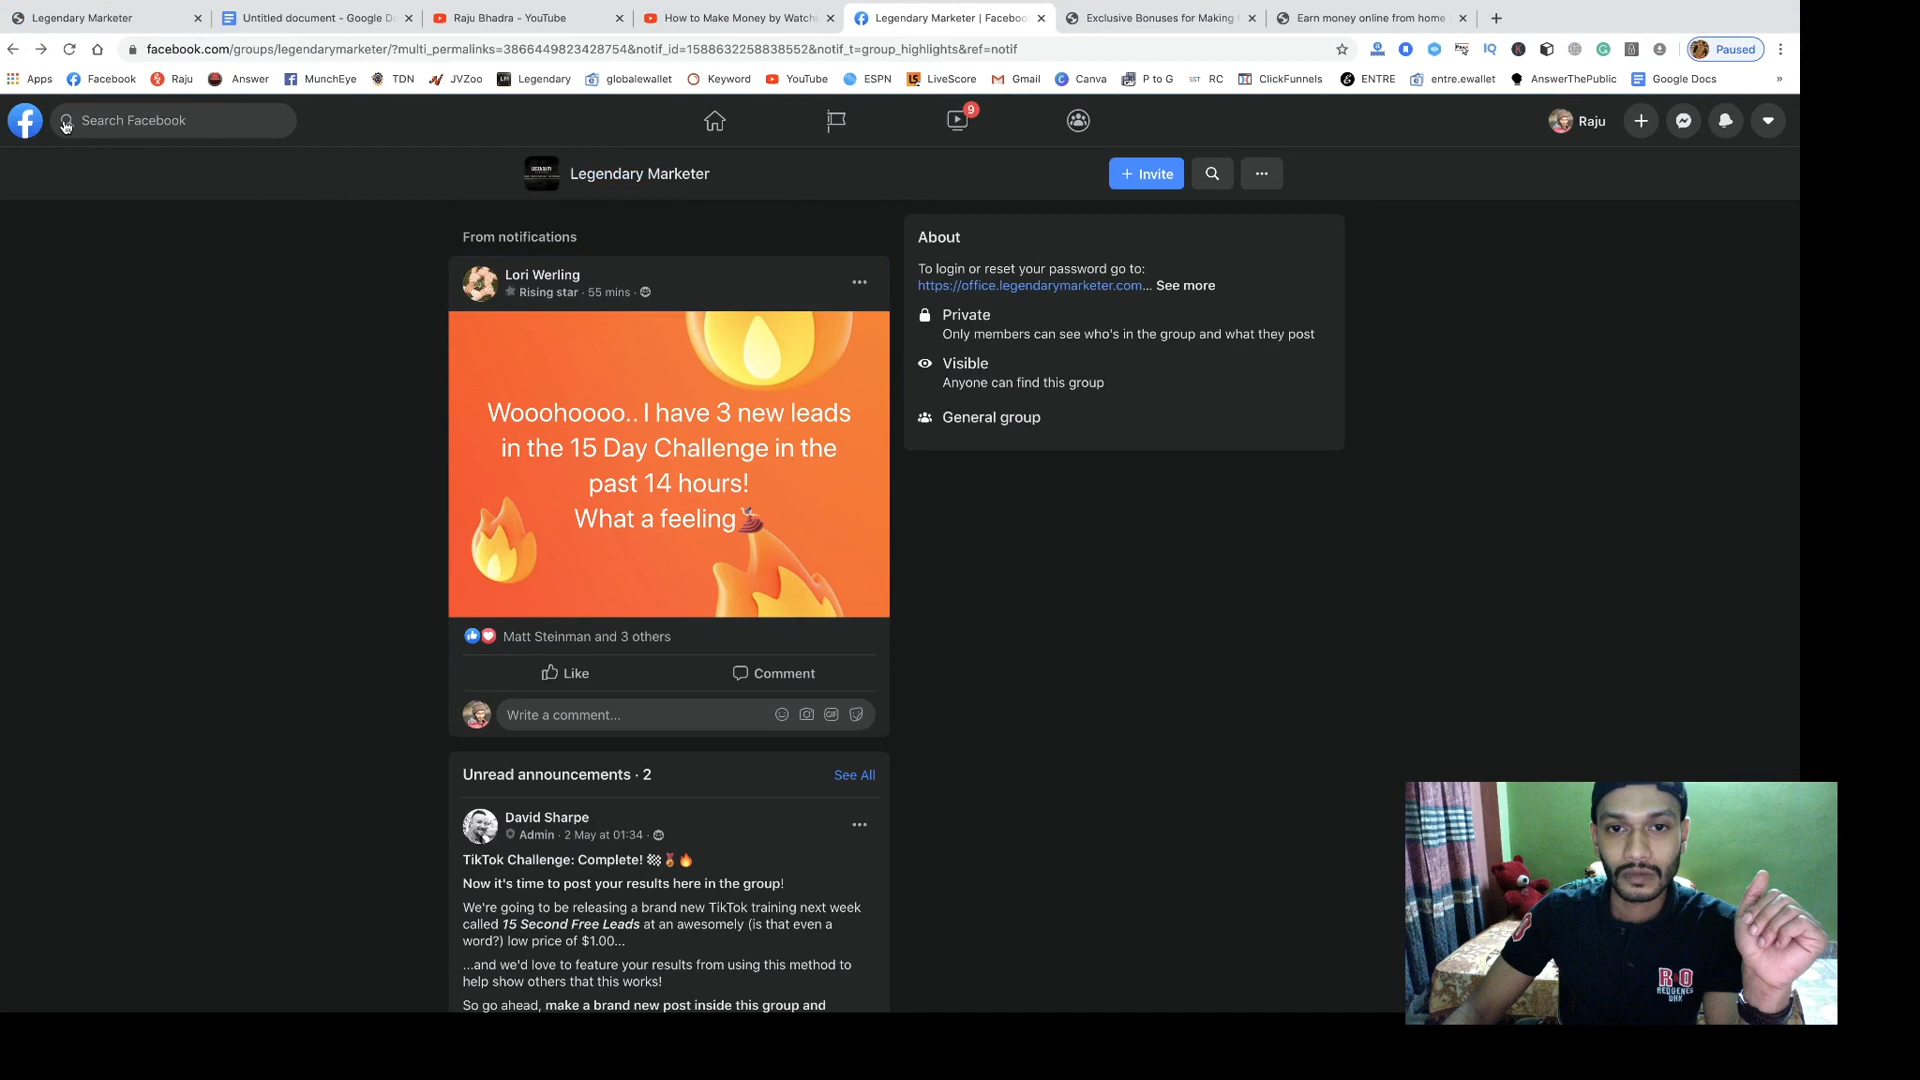 Legendary Marketer
Untitled document - Google D
Raju Bhadra - YouTube
How to Make Money by Watch
Legendary Marketer | Faceboo
Exclusive Bonuses for Making
Earn money online from home
facebook.com/groups/legendarymarketer/?multi_permalinks=3866449823428754&notif_id=1588632258838552&notif_t=group_highlights&ref=notif
Paused
Apps
Facebook
Raju
Answer
MunchEye
TDN
JVZoo
Legendary
globalewallet
Keyword
YouTube
ESPN
LiveScore
Gmail
Canva
P to G
RC
ClickFunnels
ENTRE
entre.ewallet
AnswerThePublic
Google Docs
»
Search Facebook
9
Raju
Legendary Marketer
+ Invite
From notifications
Lori Werling
Rising star · 55 mins ·
Wooohoooo.. I have 3 new leads
in the 15 Day Challenge in the
past 14 hours!
What a feeling
Matt Steinman and 3 others
Like
Comment
Write a comment...
Unread announcements · 2
See All
David Sharpe
Admin · 2 May at 01:34 ·
TikTok Challenge: Complete! 🏁🏅🔥
Now it's time to post your results here in the group!
We're going to be releasing a brand new TikTok training next week
called 15 Second Free Leads at an awesomely (is that even a
word?) low price of $1.00...
...and we'd love to feature your results from using this method to
help show others that this works!
So go ahead, make a brand new post inside this group and
About
To login or reset your password go to:
https://office.legendarymarketer.com... See more
Private
Only members can see who's in the group and what they post
Visible
Anyone can find this group
General group